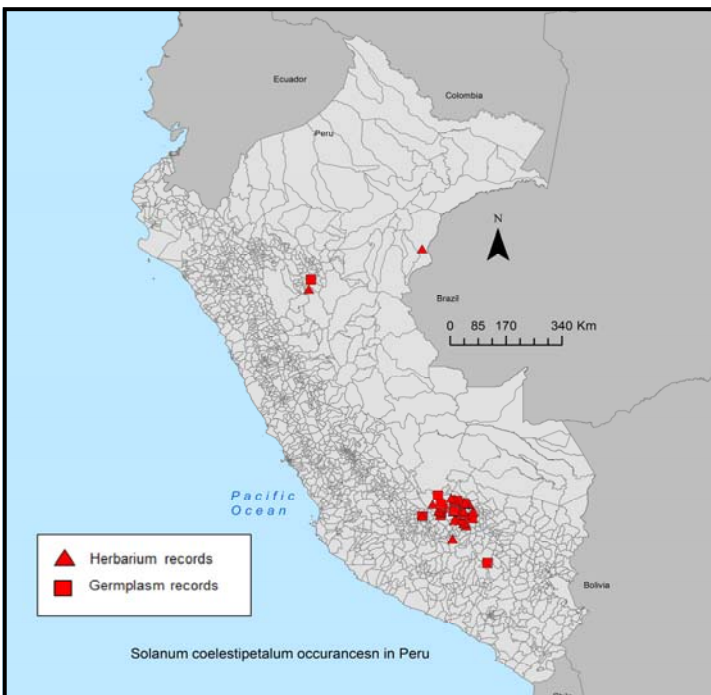 Ecuador
Colombia
Peru
N
Brazil
0 85 170 340 Km
Pacific
Ocean
Herbarium records
Germplasm records
Bolivia
Solanum coelestipetalum occurancesn in Peru
Chile